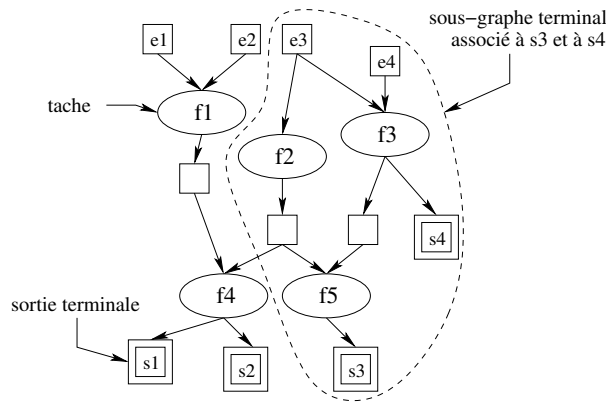 sous-graphe terminal
associé à s3 et à s4
e1
e2
e3
e4
tache
f1
f2
f3
s4
f4
f5
sortie terminale
s1
s2
s3